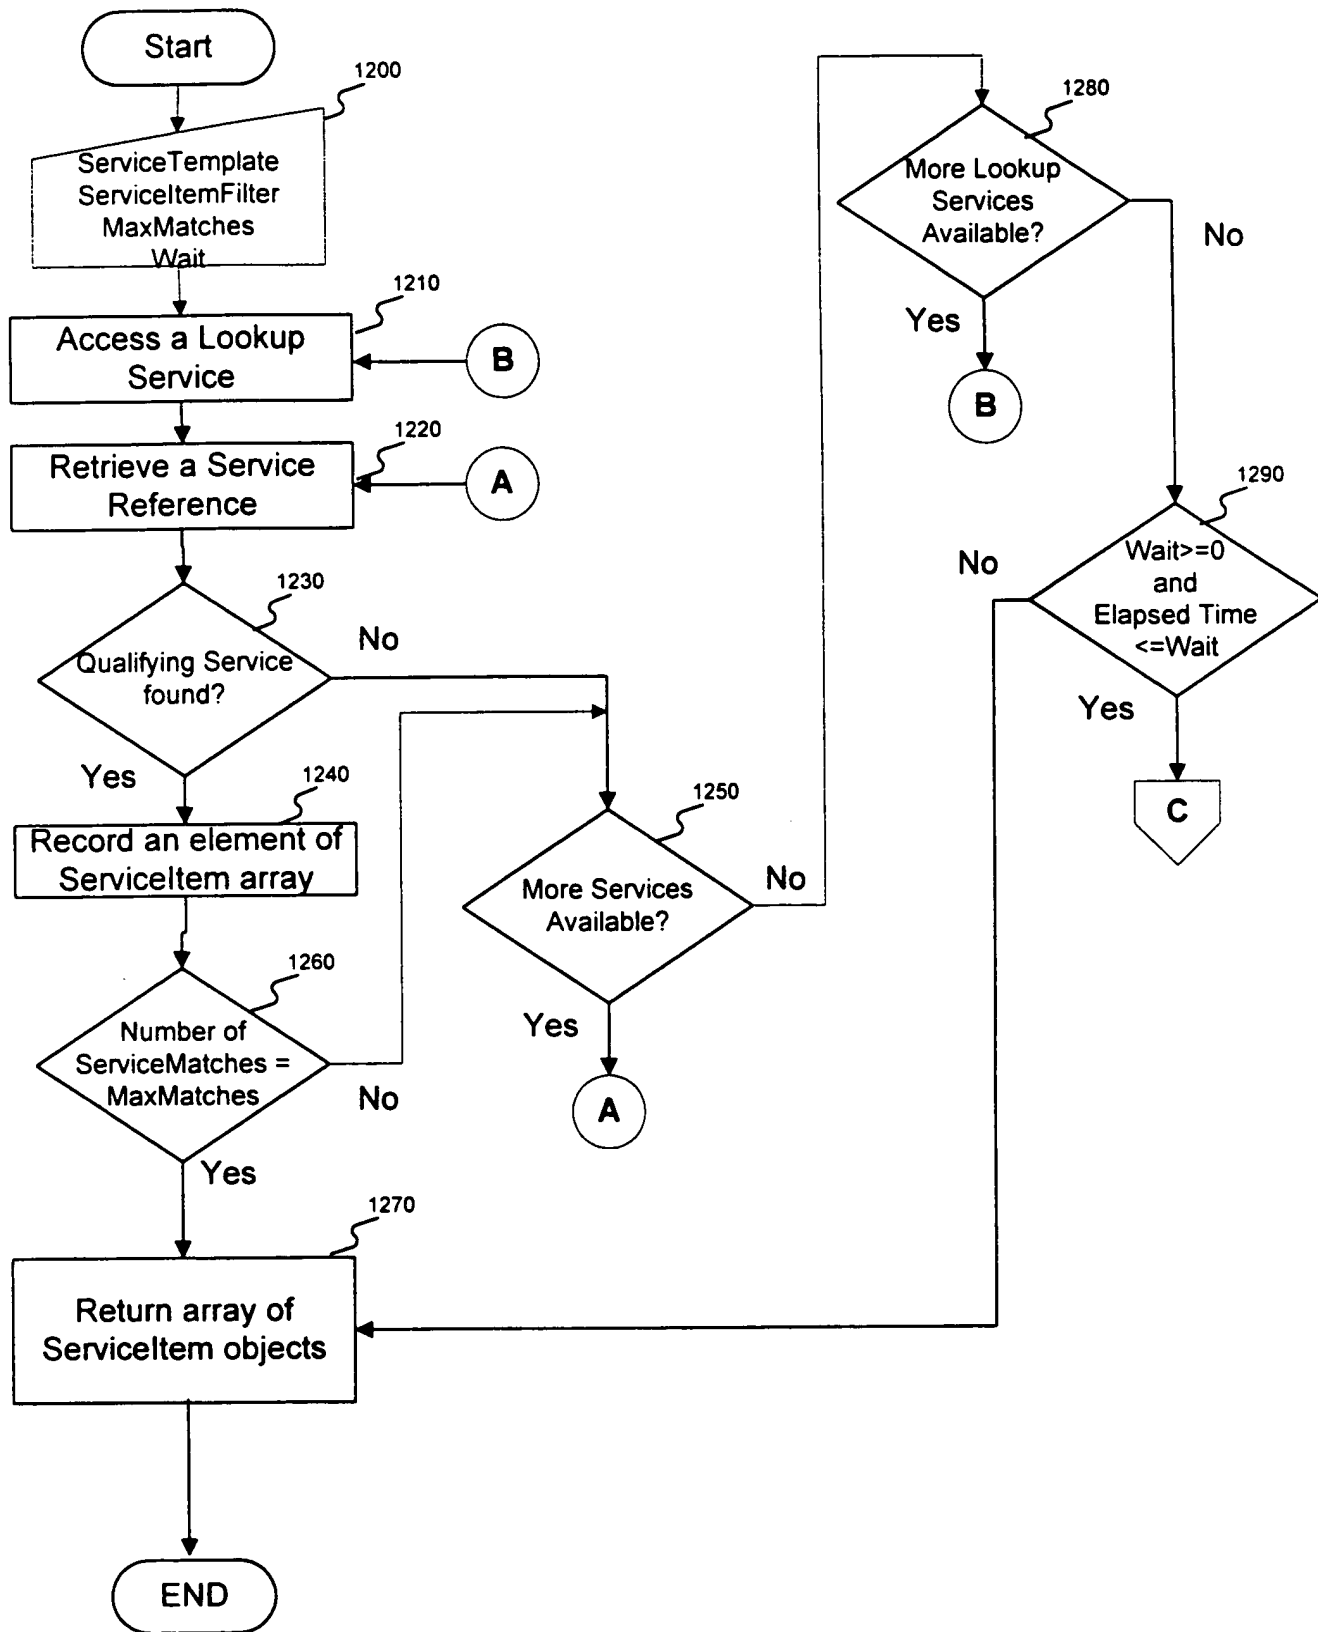 Start
1200
ServiceTemplate
ServiceItemFilter
MaxMatches
Wait
1210
Access a Lookup
Service
B
1220
Retrieve a Service
Reference
A
1230
Qualifying Service
found?
No
Yes
1240
Record an element of
ServiceItem array
1260
Number of
ServiceMatches =
MaxMatches
No
Yes
1270
Return array of
ServiceItem objects
END
1250
More Services
Available?
No
Yes
A
1280
More Lookup
Services
Available?
No
Yes
B
1290
Wait>=0
and
Elapsed Time
<=Wait
No
Yes
C